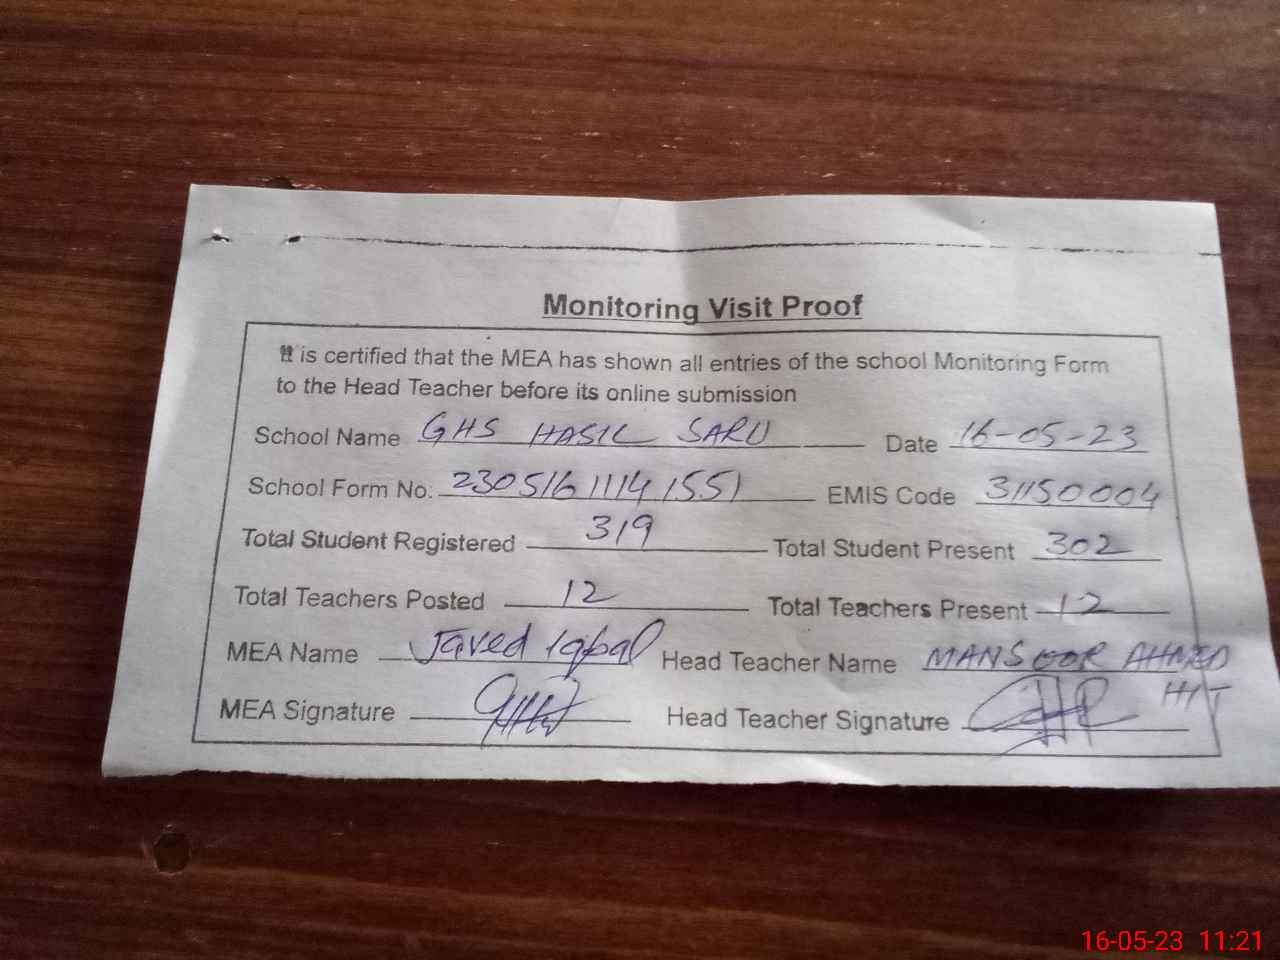 Monitoring Visit Proof
It is certified that the MEA has shown all entries of the school Monitoring Form
to the Head Teacher before its online submission
School Name GHS HASIL SARU Date 16-05-23
School Form No: 230516111141551 EMIS Code 31150004
Total Student Registered 319 Total Student Present 302
Total Teachers Posted 12 Total Teachers Present 12
MEA Name Javed Iqbal Head Teacher Name MANSOOR AHMED
MEA Signature Head Teacher Signature H/T
16-05-23 11:21